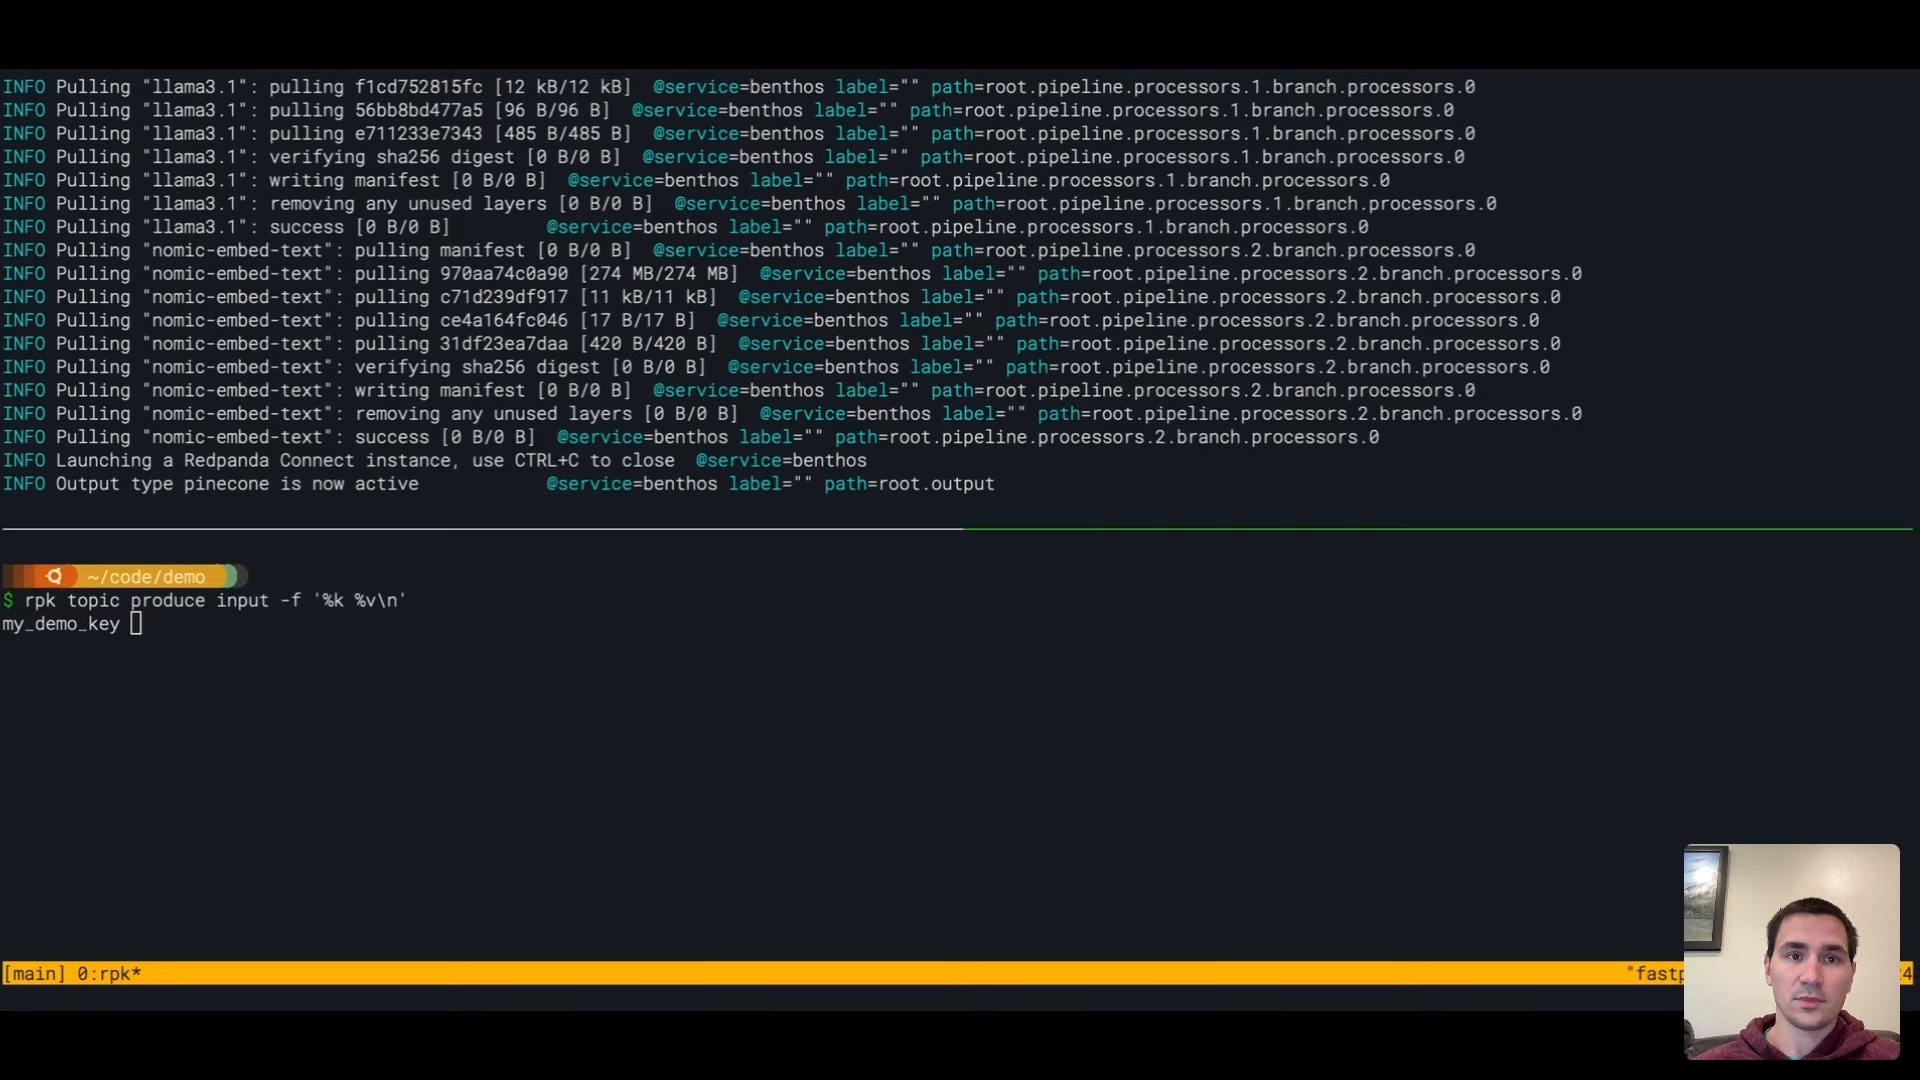 INFO Pulling "llama3.1": pulling f1cd752815fc [12 kB/12 kB]  @service=benthos label="" path=root.pipeline.processors.1.branch.processors.0
INFO Pulling "llama3.1": pulling 56bb8bd477a5 [96 B/96 B]  @service=benthos label="" path=root.pipeline.processors.1.branch.processors.0
INFO Pulling "llama3.1": pulling e711233e7343 [485 B/485 B]  @service=benthos label="" path=root.pipeline.processors.1.branch.processors.0
INFO Pulling "llama3.1": verifying sha256 digest [0 B/0 B]  @service=benthos label="" path=root.pipeline.processors.1.branch.processors.0
INFO Pulling "llama3.1": writing manifest [0 B/0 B]  @service=benthos label="" path=root.pipeline.processors.1.branch.processors.0
INFO Pulling "llama3.1": removing any unused layers [0 B/0 B]  @service=benthos label="" path=root.pipeline.processors.1.branch.processors.0
INFO Pulling "llama3.1": success [0 B/0 B]         @service=benthos label="" path=root.pipeline.processors.1.branch.processors.0
INFO Pulling "nomic-embed-text": pulling manifest [0 B/0 B]  @service=benthos label="" path=root.pipeline.processors.2.branch.processors.0
INFO Pulling "nomic-embed-text": pulling 970aa74c0a90 [274 MB/274 MB]  @service=benthos label="" path=root.pipeline.processors.2.branch.processors.0
INFO Pulling "nomic-embed-text": pulling c71d239df917 [11 kB/11 kB]  @service=benthos label="" path=root.pipeline.processors.2.branch.processors.0
INFO Pulling "nomic-embed-text": pulling ce4a164fc046 [17 B/17 B]  @service=benthos label="" path=root.pipeline.processors.2.branch.processors.0
INFO Pulling "nomic-embed-text": pulling 31df23ea7daa [420 B/420 B]  @service=benthos label="" path=root.pipeline.processors.2.branch.processors.0
INFO Pulling "nomic-embed-text": verifying sha256 digest [0 B/0 B]  @service=benthos label="" path=root.pipeline.processors.2.branch.processors.0
INFO Pulling "nomic-embed-text": writing manifest [0 B/0 B]  @service=benthos label="" path=root.pipeline.processors.2.branch.processors.0
INFO Pulling "nomic-embed-text": removing any unused layers [0 B/0 B]  @service=benthos label="" path=root.pipeline.processors.2.branch.processors.0
INFO Pulling "nomic-embed-text": success [0 B/0 B]  @service=benthos label="" path=root.pipeline.processors.2.branch.processors.0
INFO Launching a Redpanda Connect instance, use CTRL+C to close  @service=benthos
INFO Output type pinecone is now active            @service=benthos label="" path=root.output
~/code/demo
$ rpk topic produce input -f '%k %v\n'
my_demo_key
[main] 0:rpk*